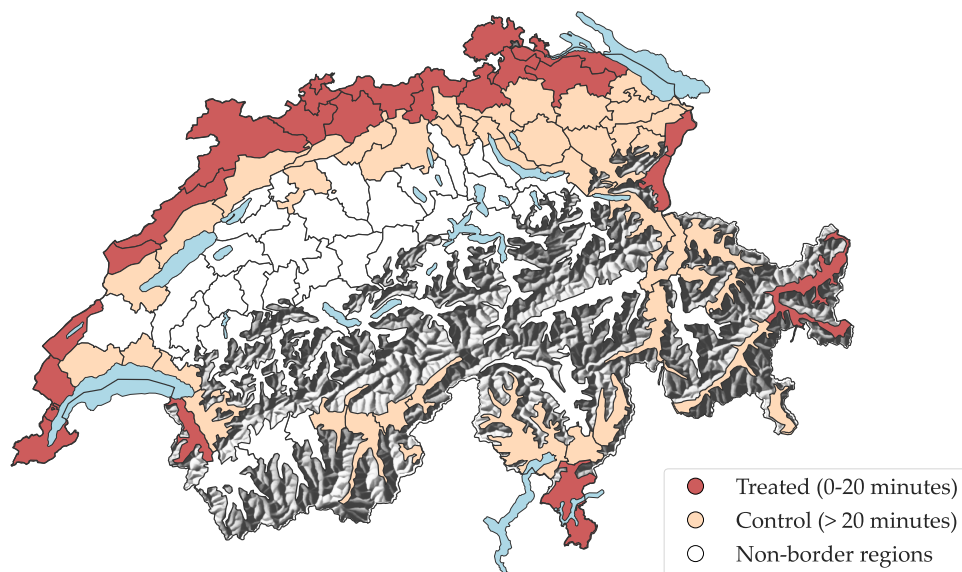 Treated (0-20 minutes)
Control (> 20 minutes)
Non-border regions